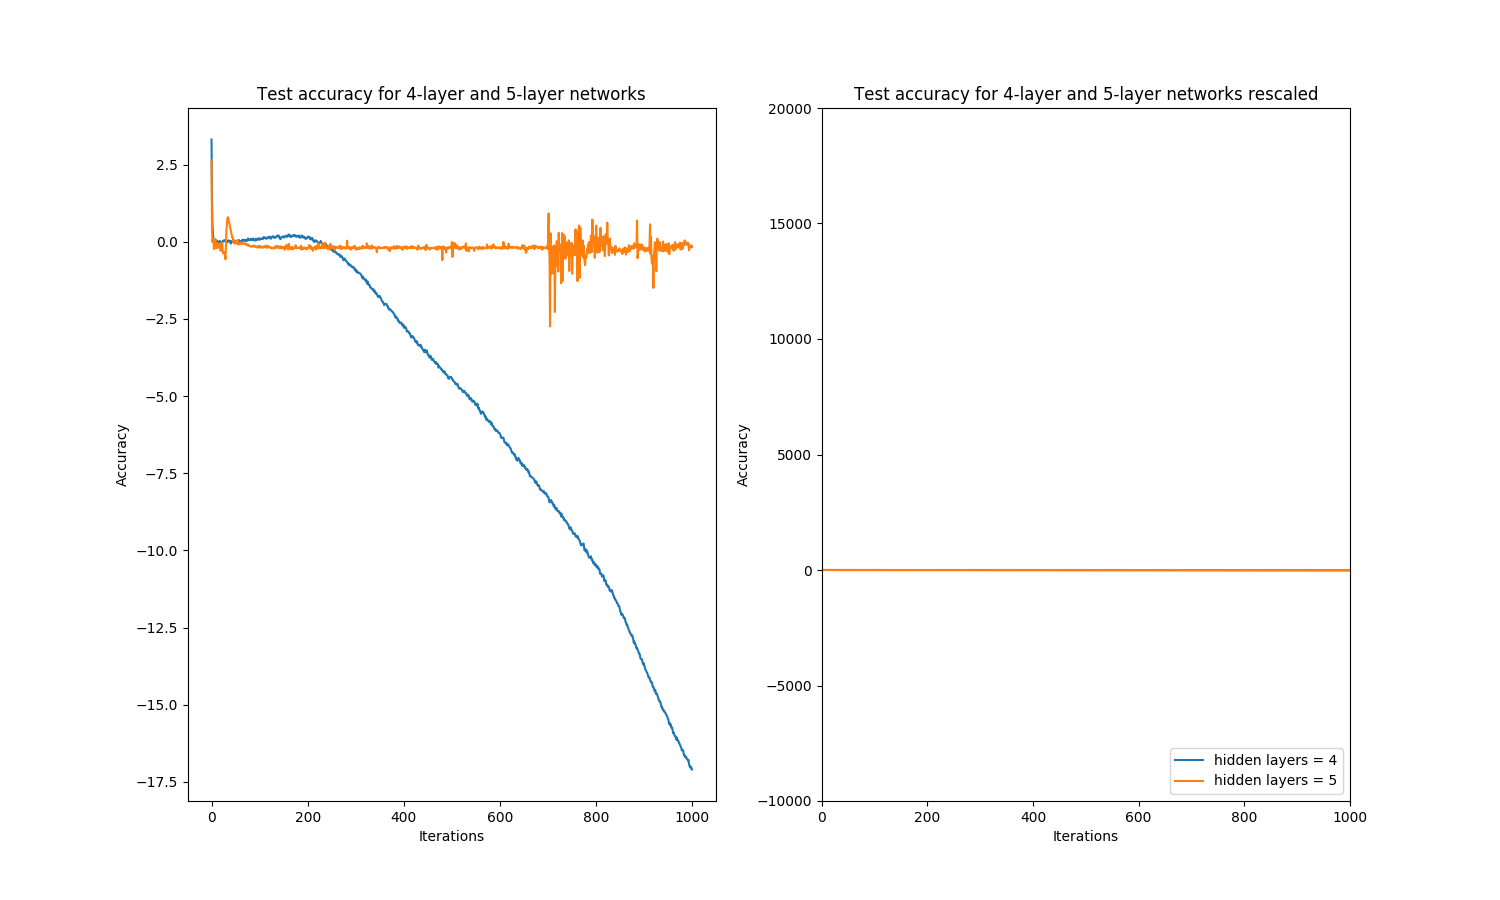 Test accuracy for 4-layer and 5-layer networks
2.5
0.0
−2.5
−5.0
−7.5
−10.0
−12.5
−15.0
−17.5
Accuracy
0 200 400 600 800 1000
Iterations
Test accuracy for 4-layer and 5-layer networks rescaled
20000
15000
10000
5000
0
−5000
−10000
Accuracy
hidden layers = 4
hidden layers = 5
0 200 400 600 800 1000
Iterations